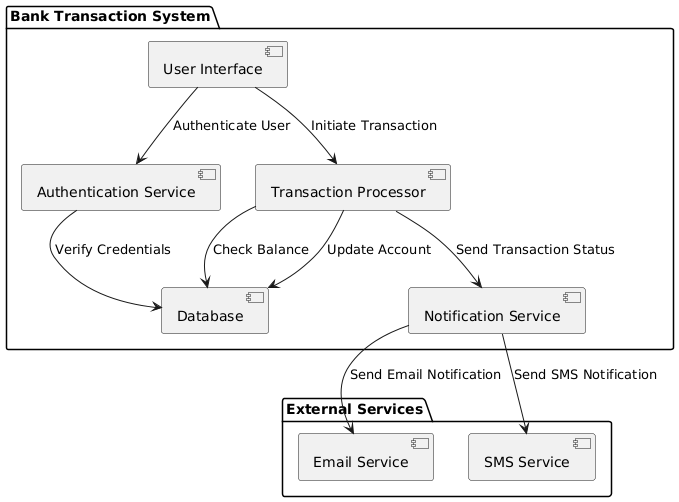 Bank Transaction System
User Interface
Authenticate User
Initiate Transaction
Authentication Service
Transaction Processor
Verify Credentials
Check Balance
Update Account
Send Transaction Status
Database
Notification Service
Send Email Notification
Send SMS Notification
External Services
Email Service
SMS Service